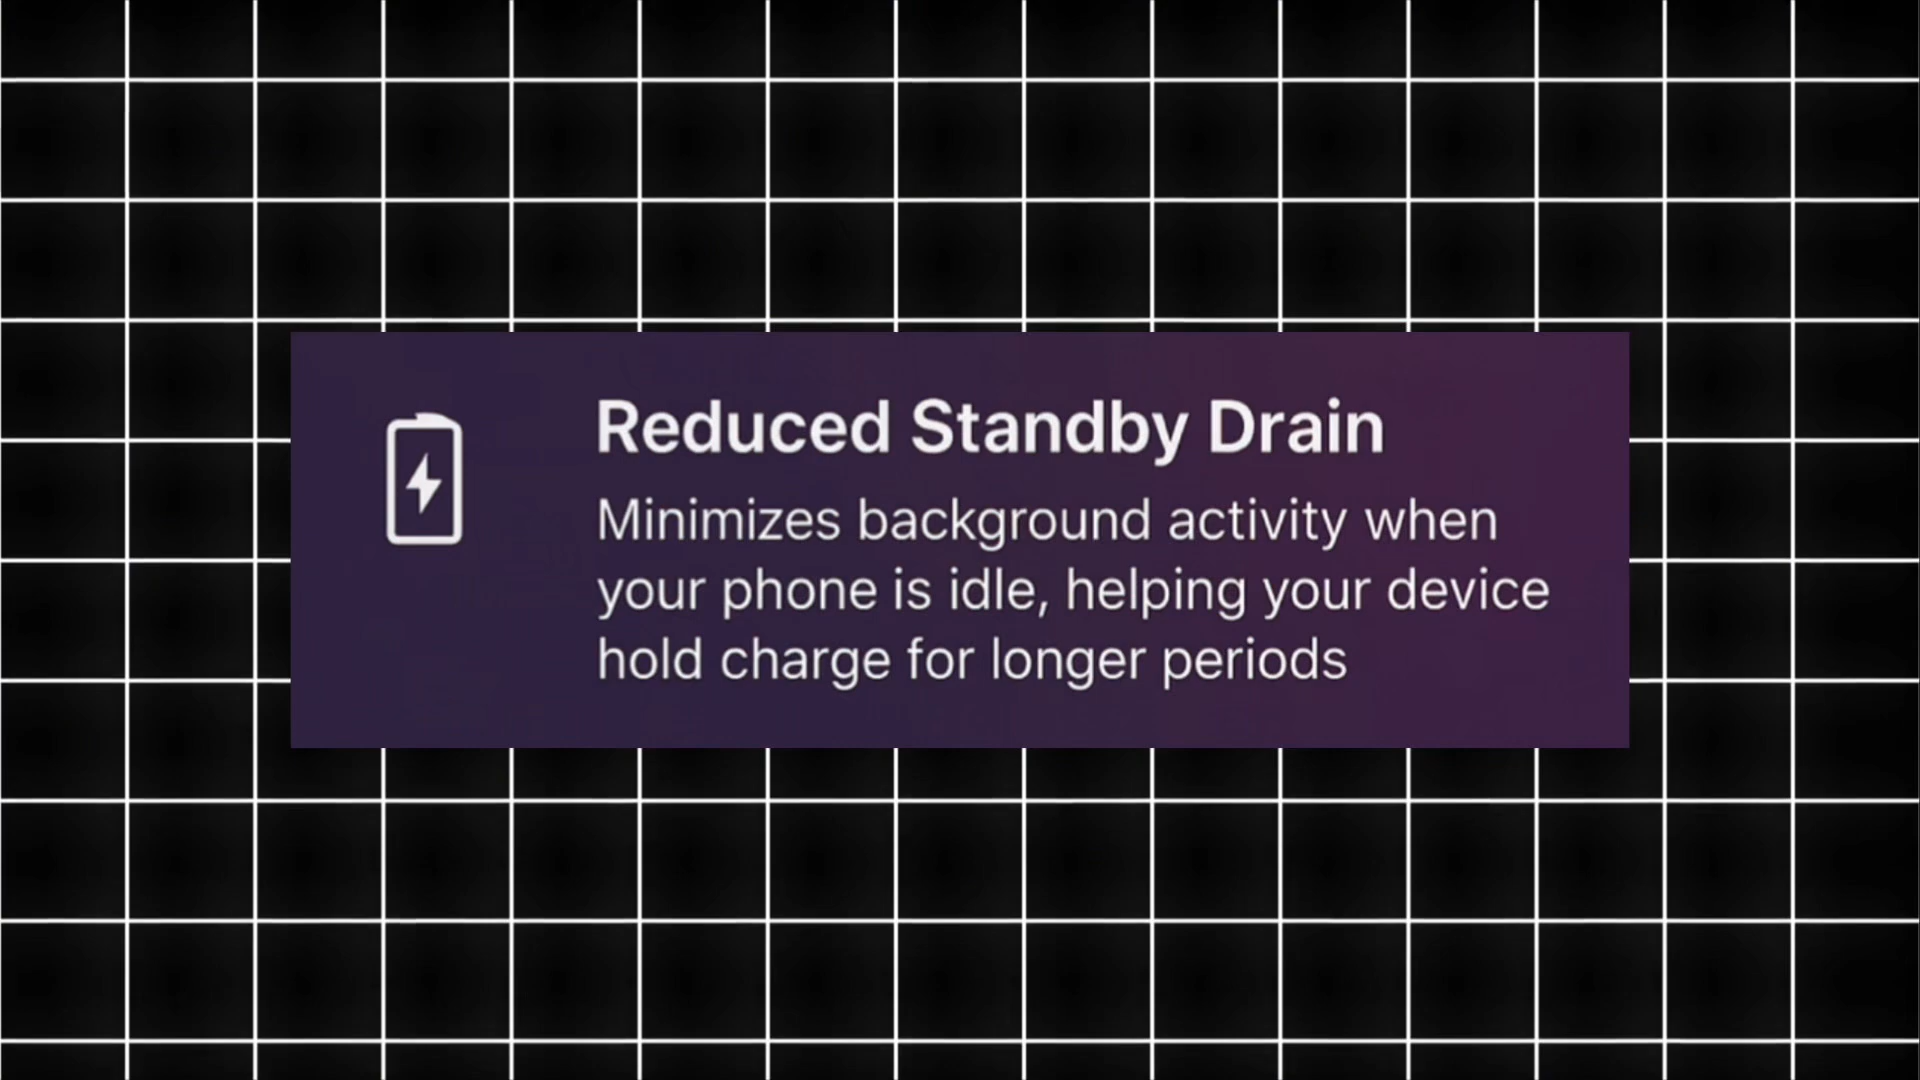 Reduced Standby Drain
Minimizes background activity when
your phone is idle, helping your device
hold charge for longer periods